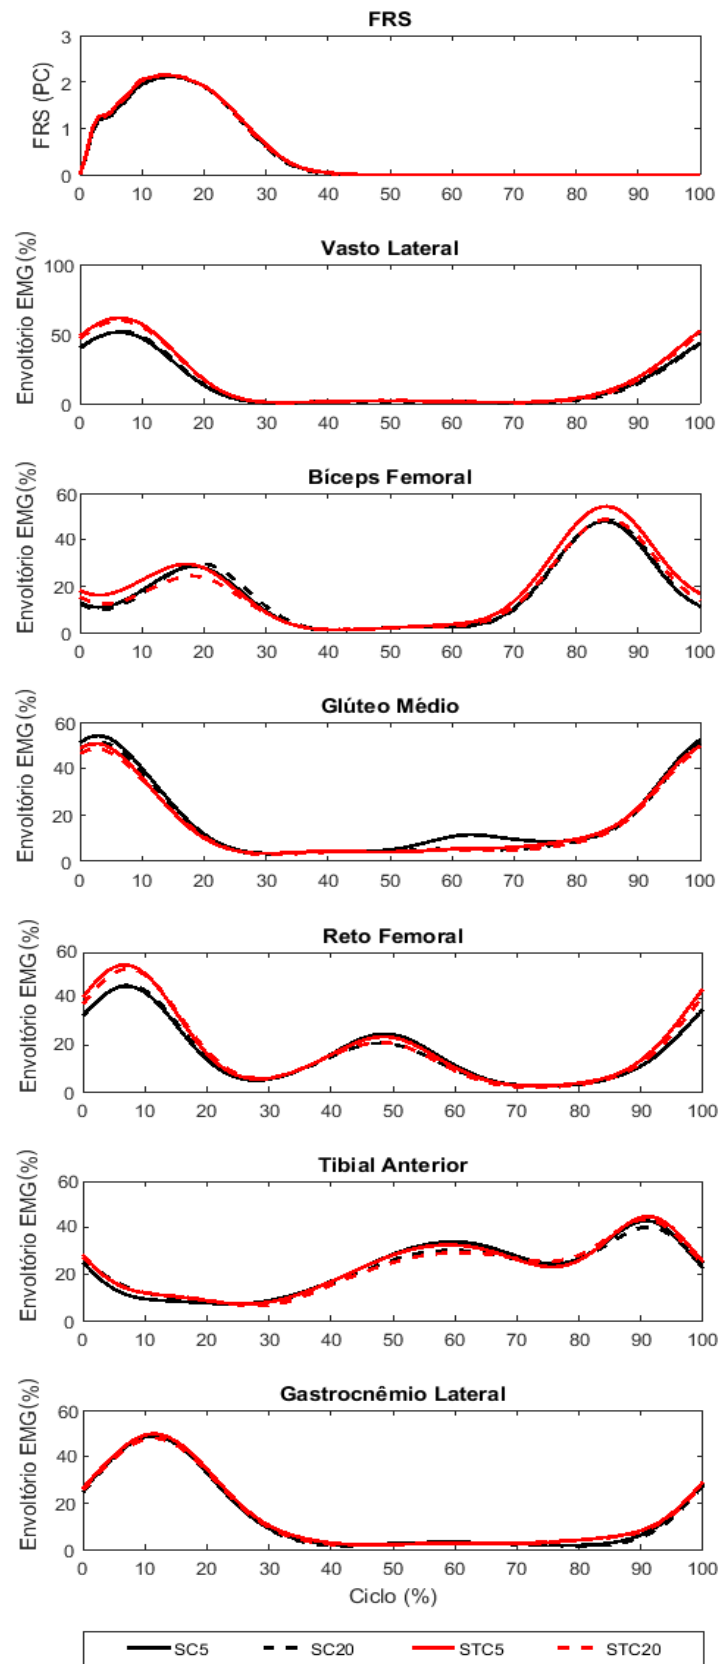 FRS
FRS (PC)
3
2
1
0
0 10 20 30 40 50 60 70 80 90 100
Vasto Lateral
Envoltório EMG(%)
100
50
0
0 10 20 30 40 50 60 70 80 90 100
Bíceps Femoral
Envoltório EMG(%)
60
40
20
0
0 10 20 30 40 50 60 70 80 90 100
Glúteo Médio
Envoltório EMG(%)
60
40
20
0
0 10 20 30 40 50 60 70 80 90 100
Reto Femoral
Envoltório EMG(%)
60
40
20
0
0 10 20 30 40 50 60 70 80 90 100
Tibial Anterior
Envoltório EMG(%)
60
40
20
0
0 10 20 30 40 50 60 70 80 90 100
Gastrocnêmio Lateral
Envoltório EMG(%)
60
40
20
0
0 10 20 30 40 50 60 70 80 90 100
Ciclo (%)
SC5 SC20 STC5 STC20